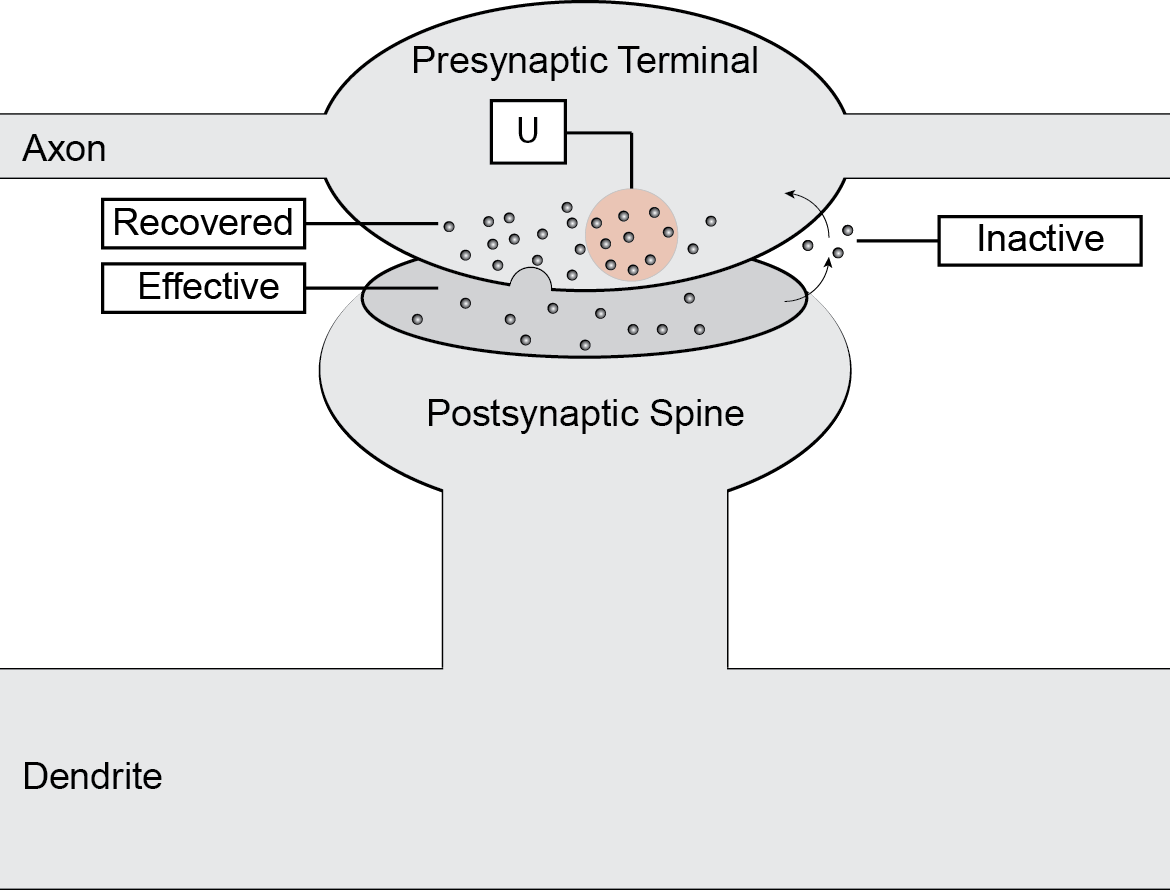 Presynaptic Terminal
U
Axon
Recovered
Inactive
Effective
Postsynaptic Spine
Dendrite